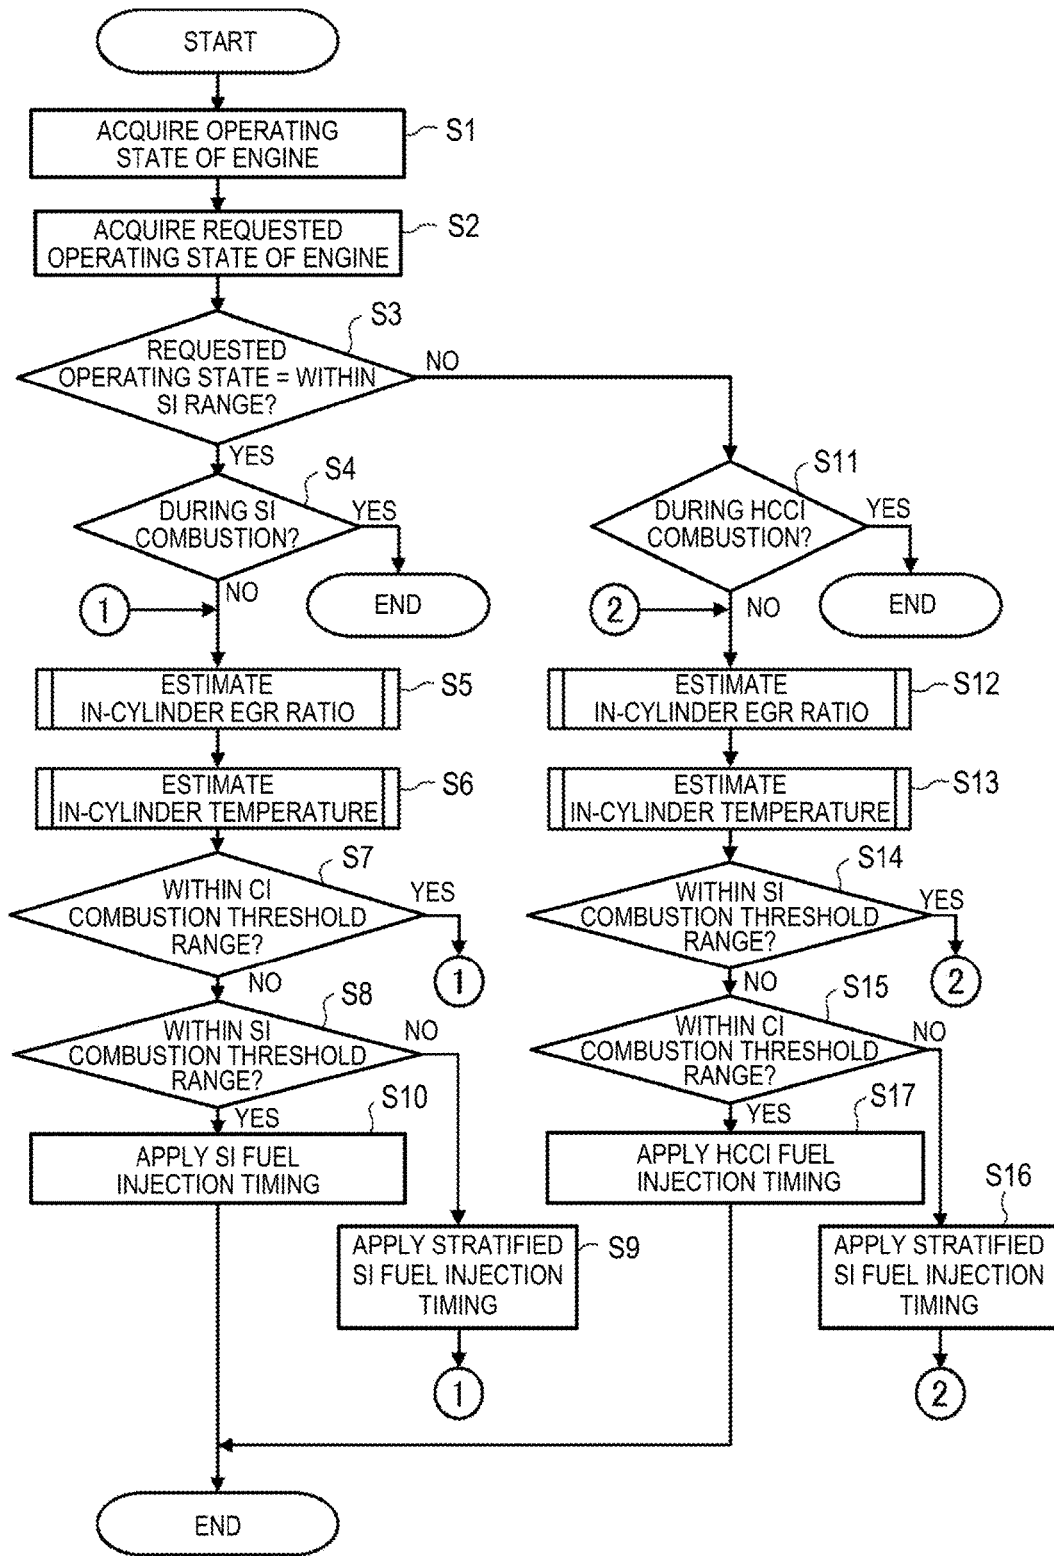 START
ACQUIRE OPERATING
STATE OF ENGINE
S1
ACQUIRE REQUESTED
OPERATING STATE OF ENGINE
S2
REQUESTED
OPERATING STATE = WITHIN
SI RANGE?
S3
NO
YES
DURING SI
COMBUSTION?
S4
YES
END
NO
1
DURING HCCI
COMBUSTION?
S11
YES
END
NO
2
ESTIMATE
IN-CYLINDER EGR RATIO
S5
ESTIMATE
IN-CYLINDER EGR RATIO
S12
ESTIMATE
IN-CYLINDER TEMPERATURE
S6
ESTIMATE
IN-CYLINDER TEMPERATURE
S13
WITHIN CI
COMBUSTION THRESHOLD
RANGE?
S7
YES
1
NO
WITHIN SI
COMBUSTION THRESHOLD
RANGE?
S14
YES
2
NO
WITHIN SI
COMBUSTION THRESHOLD
RANGE?
S8
NO
YES
WITHIN CI
COMBUSTION THRESHOLD
RANGE?
S15
NO
YES
APPLY SI FUEL
INJECTION TIMING
S10
APPLY HCCI FUEL
INJECTION TIMING
S17
APPLY STRATIFIED
SI FUEL INJECTION
TIMING
S9
1
APPLY STRATIFIED
SI FUEL INJECTION
TIMING
S16
2
END